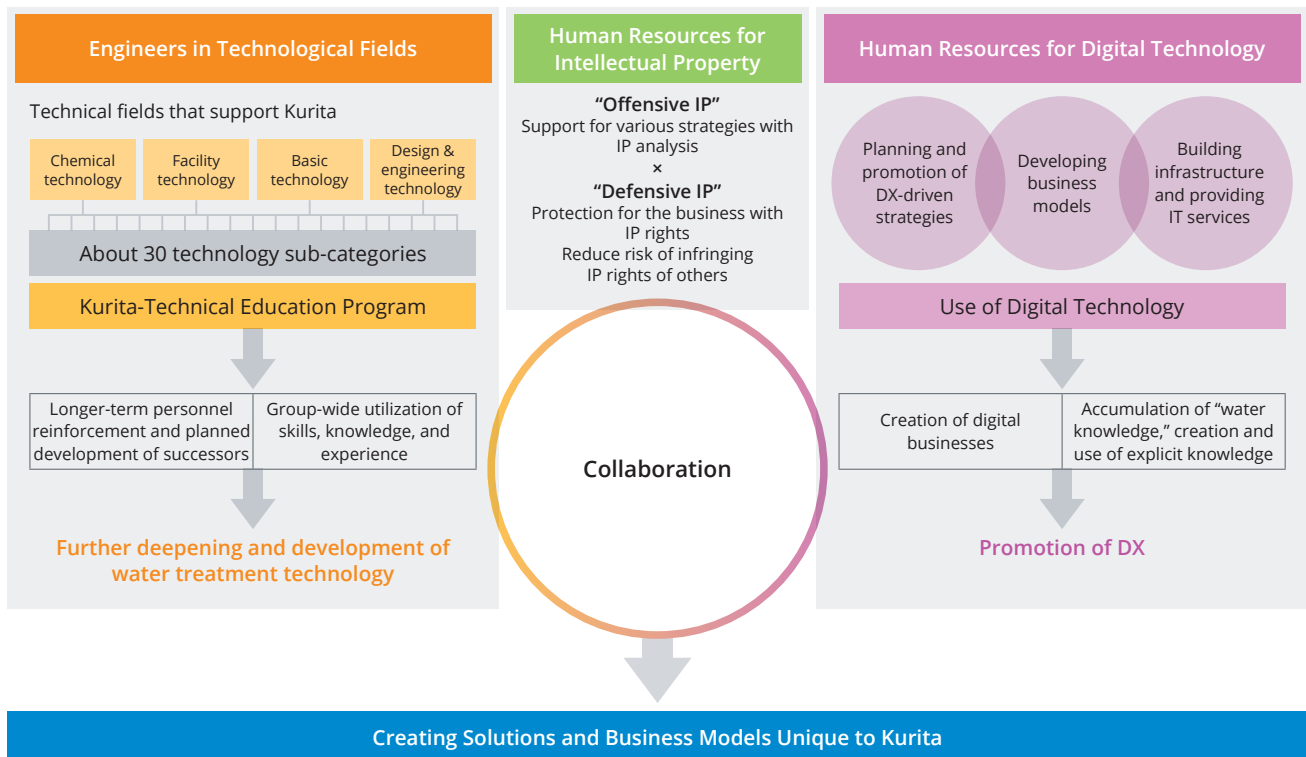 Engineers in Technological Fields
Technical fields that support Kurita
Chemical
technology
Facility
technology
Basic
technology
Design &
engineering
technology
About 30 technology sub-categories
Kurita-Technical Education Program
Longer-term personnel
reinforcement and planned
development of successors
Group-wide utilization of
skills, knowledge, and
experience
Further deepening and development of
water treatment technology
Human Resources for
Intellectual Property
“Offensive IP”
Support for various strategies with
IP analysis
×
“Defensive IP”
Protection for the business with
IP rights
Reduce risk of infringing
IP rights of others
Collaboration
Human Resources for Digital Technology
Planning and
promotion of
DX-driven
strategies
Developing
business
models
Building
infrastructure
and providing
IT services
Use of Digital Technology
Creation of digital
businesses
Accumulation of “water
knowledge,” creation and
use of explicit knowledge
Promotion of DX
Creating Solutions and Business Models Unique to Kurita